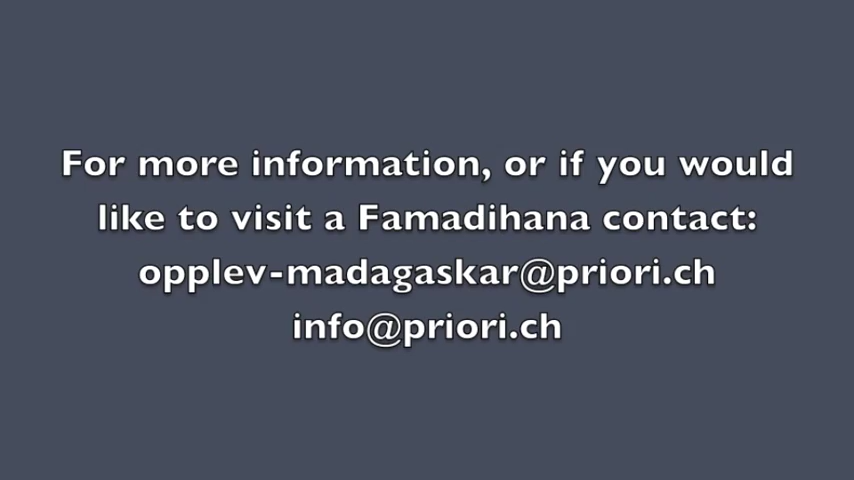 For more information, or if you would
like to visit a Famadihana contact:
opplev-madagaskar@priori.ch
info@priori.ch